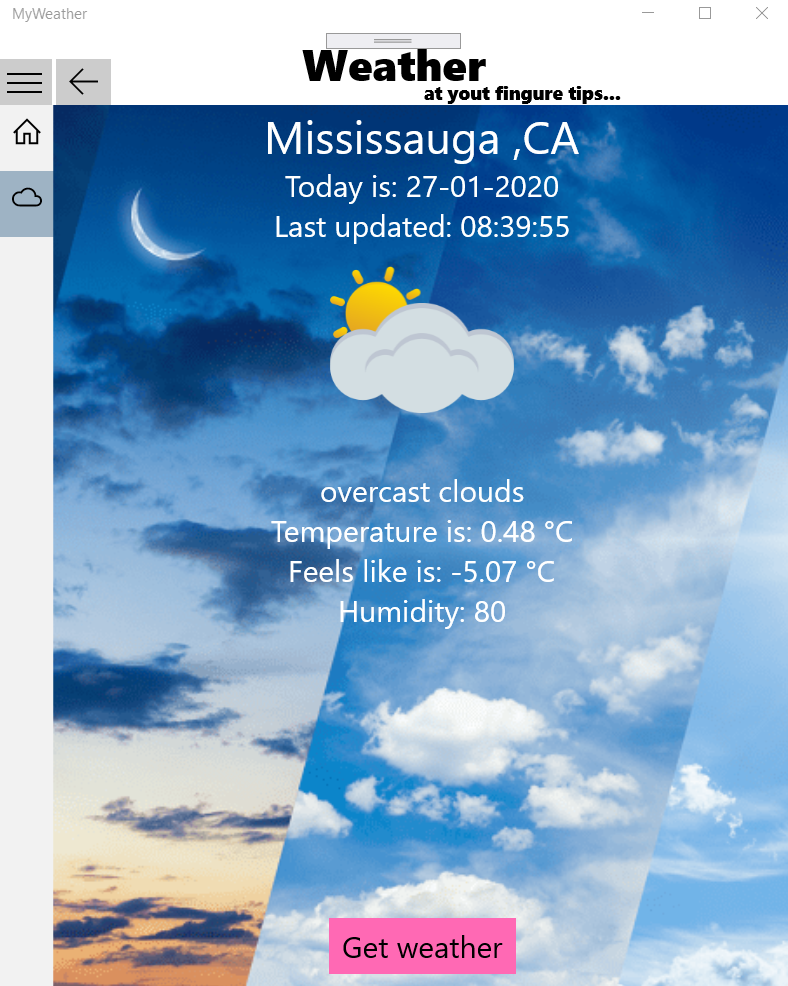 MyWeather
Weather
at yout fingure tips...
Mississauga ,CA
Today is: 27-01-2020
Last updated: 08:39:55
overcast clouds
Temperature is: 0.48 °C
Feels like is: -5.07 °C
Humidity: 80
Get weather